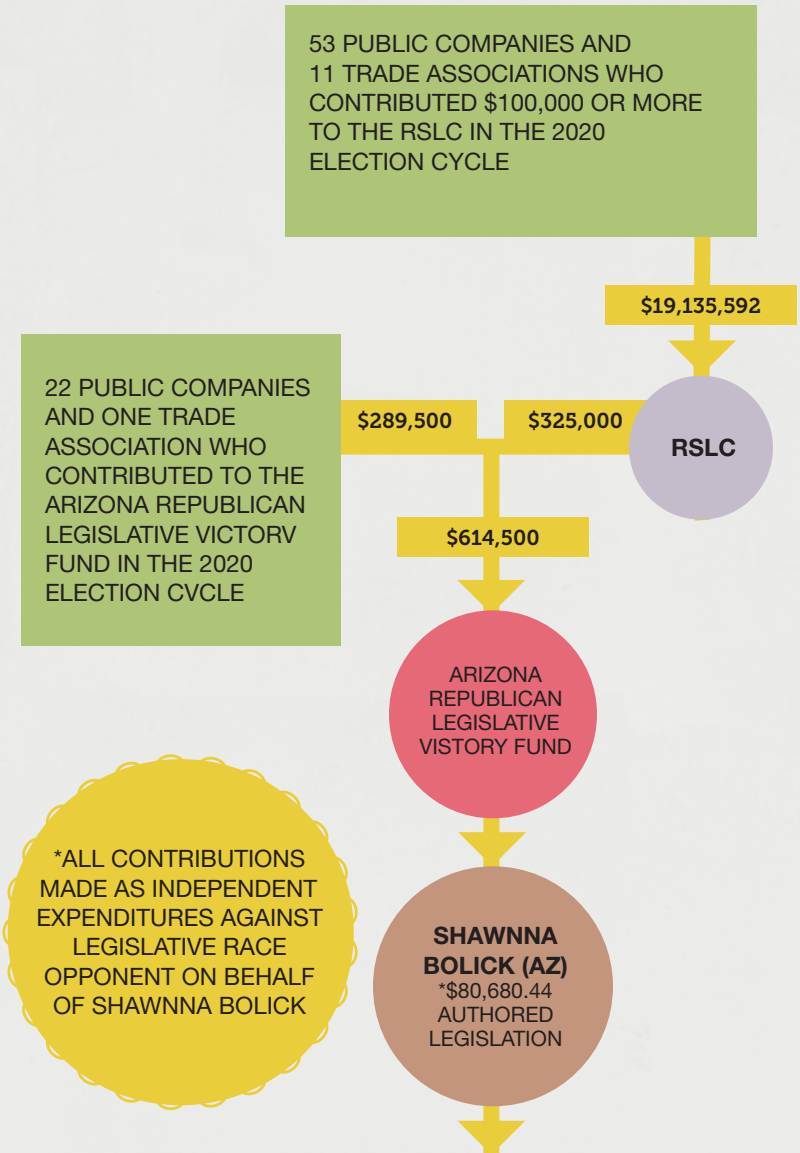 53 PUBLIC COMPANIES AND
11 TRADE ASSOCIATIONS WHO
CONTRIBUTED $100,000 OR MORE
TO THE RSLC IN THE 2020
ELECTION CYCLE
$19,135,592
22 PUBLIC COMPANIES
AND ONE TRADE
ASSOCIATION WHO
CONTRIBUTED TO THE
ARIZONA REPUBLICAN
LEGISLATIVE VICTORV
FUND IN THE 2020
ELECTION CVCLE
$289,500
$325,000
RSLC
$614,500
ARIZONA
REPUBLICAN
LEGISLATIVE
VISTORY FUND
*ALL CONTRIBUTIONS
MADE AS INDEPENDENT
EXPENDITURES AGAINST
LEGISLATIVE RACE
OPPONENT ON BEHALF
OF SHAWNNA BOLICK
SHAWNNA
BOLICK (AZ)
*$80,680.44
AUTHORED
LEGISLATION